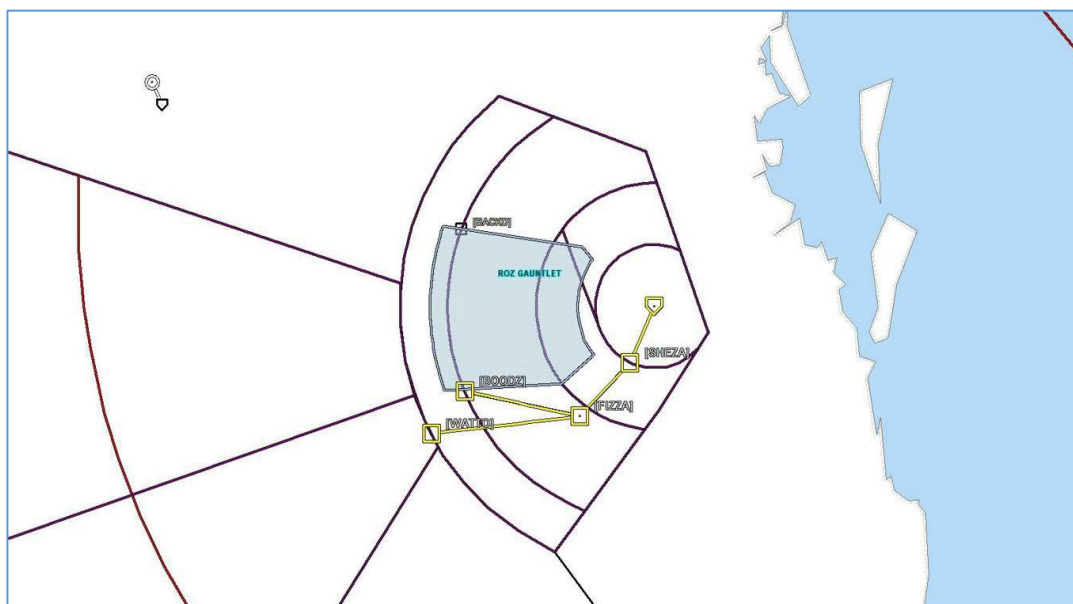 [BACKD]
ROZ GAUNTLET
[SHEZA]
[BOODZ]
[FIZZA]
[WATTO]